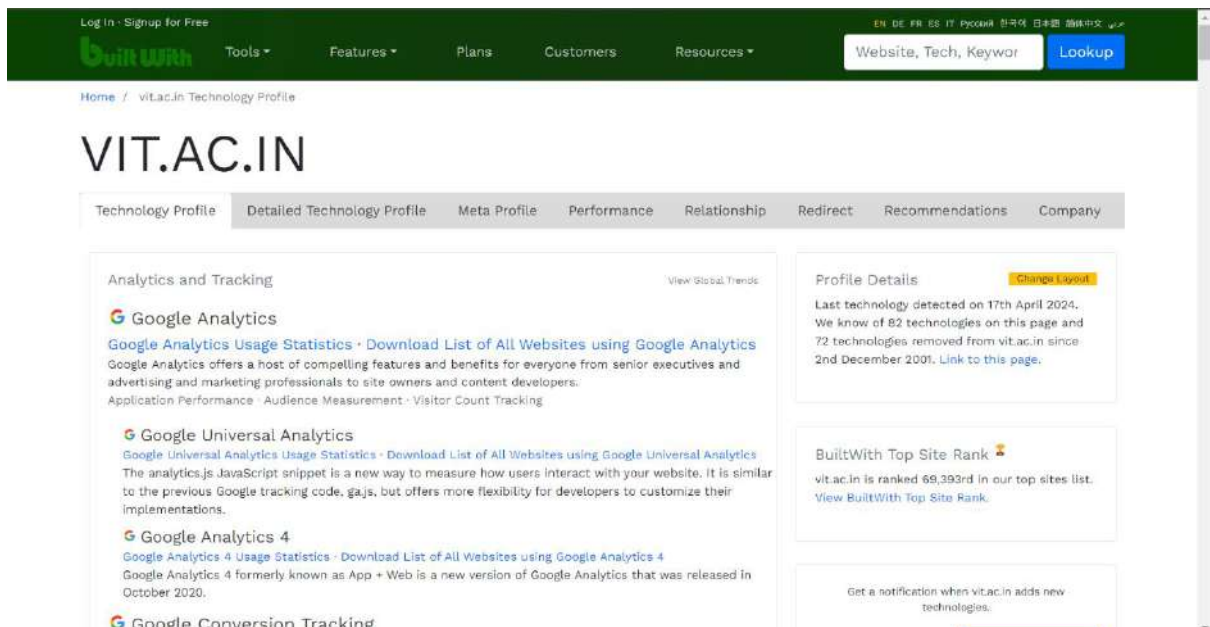 Log In · Signup for Free
EN DE FR ES IT Русский 한국어 日本語 简体中文 عربي
Built With Tools Features Plans Customers Resources Website, Tech, Keywor Lookup
Home / vit.ac.in Technology Profile
VIT.AC.IN
Technology Profile Detailed Technology Profile Meta Profile Performance Relationship Redirect Recommendations Company
Analytics and Tracking View Global Trends
Google Analytics
Google Analytics Usage Statistics · Download List of All Websites using Google Analytics
Google Analytics offers a host of compelling features and benefits for everyone from senior executives and
advertising and marketing professionals to site owners and content developers.
Application Performance · Audience Measurement · Visitor Count Tracking
Google Universal Analytics
Google Universal Analytics Usage Statistics · Download List of All Websites using Google Universal Analytics
The analytics.js JavaScript snippet is a new way to measure how users interact with your website. It is similar
to the previous Google tracking code, ga.js, but offers more flexibility for developers to customize their
implementations.
Google Analytics 4
Google Analytics 4 Usage Statistics · Download List of All Websites using Google Analytics 4
Google Analytics 4 formerly known as App + Web is a new version of Google Analytics that was released in
October 2020.
Google Conversion Tracking
Profile Details Change Layout
Last technology detected on 17th April 2024.
We know of 82 technologies on this page and
72 technologies removed from vit.ac.in since
2nd December 2001. Link to this page.
BuiltWith Top Site Rank
vit.ac.in is ranked 69,393rd in our top sites list.
View BuiltWith Top Site Rank.
Get a notification when vit.ac.in adds new
technologies.